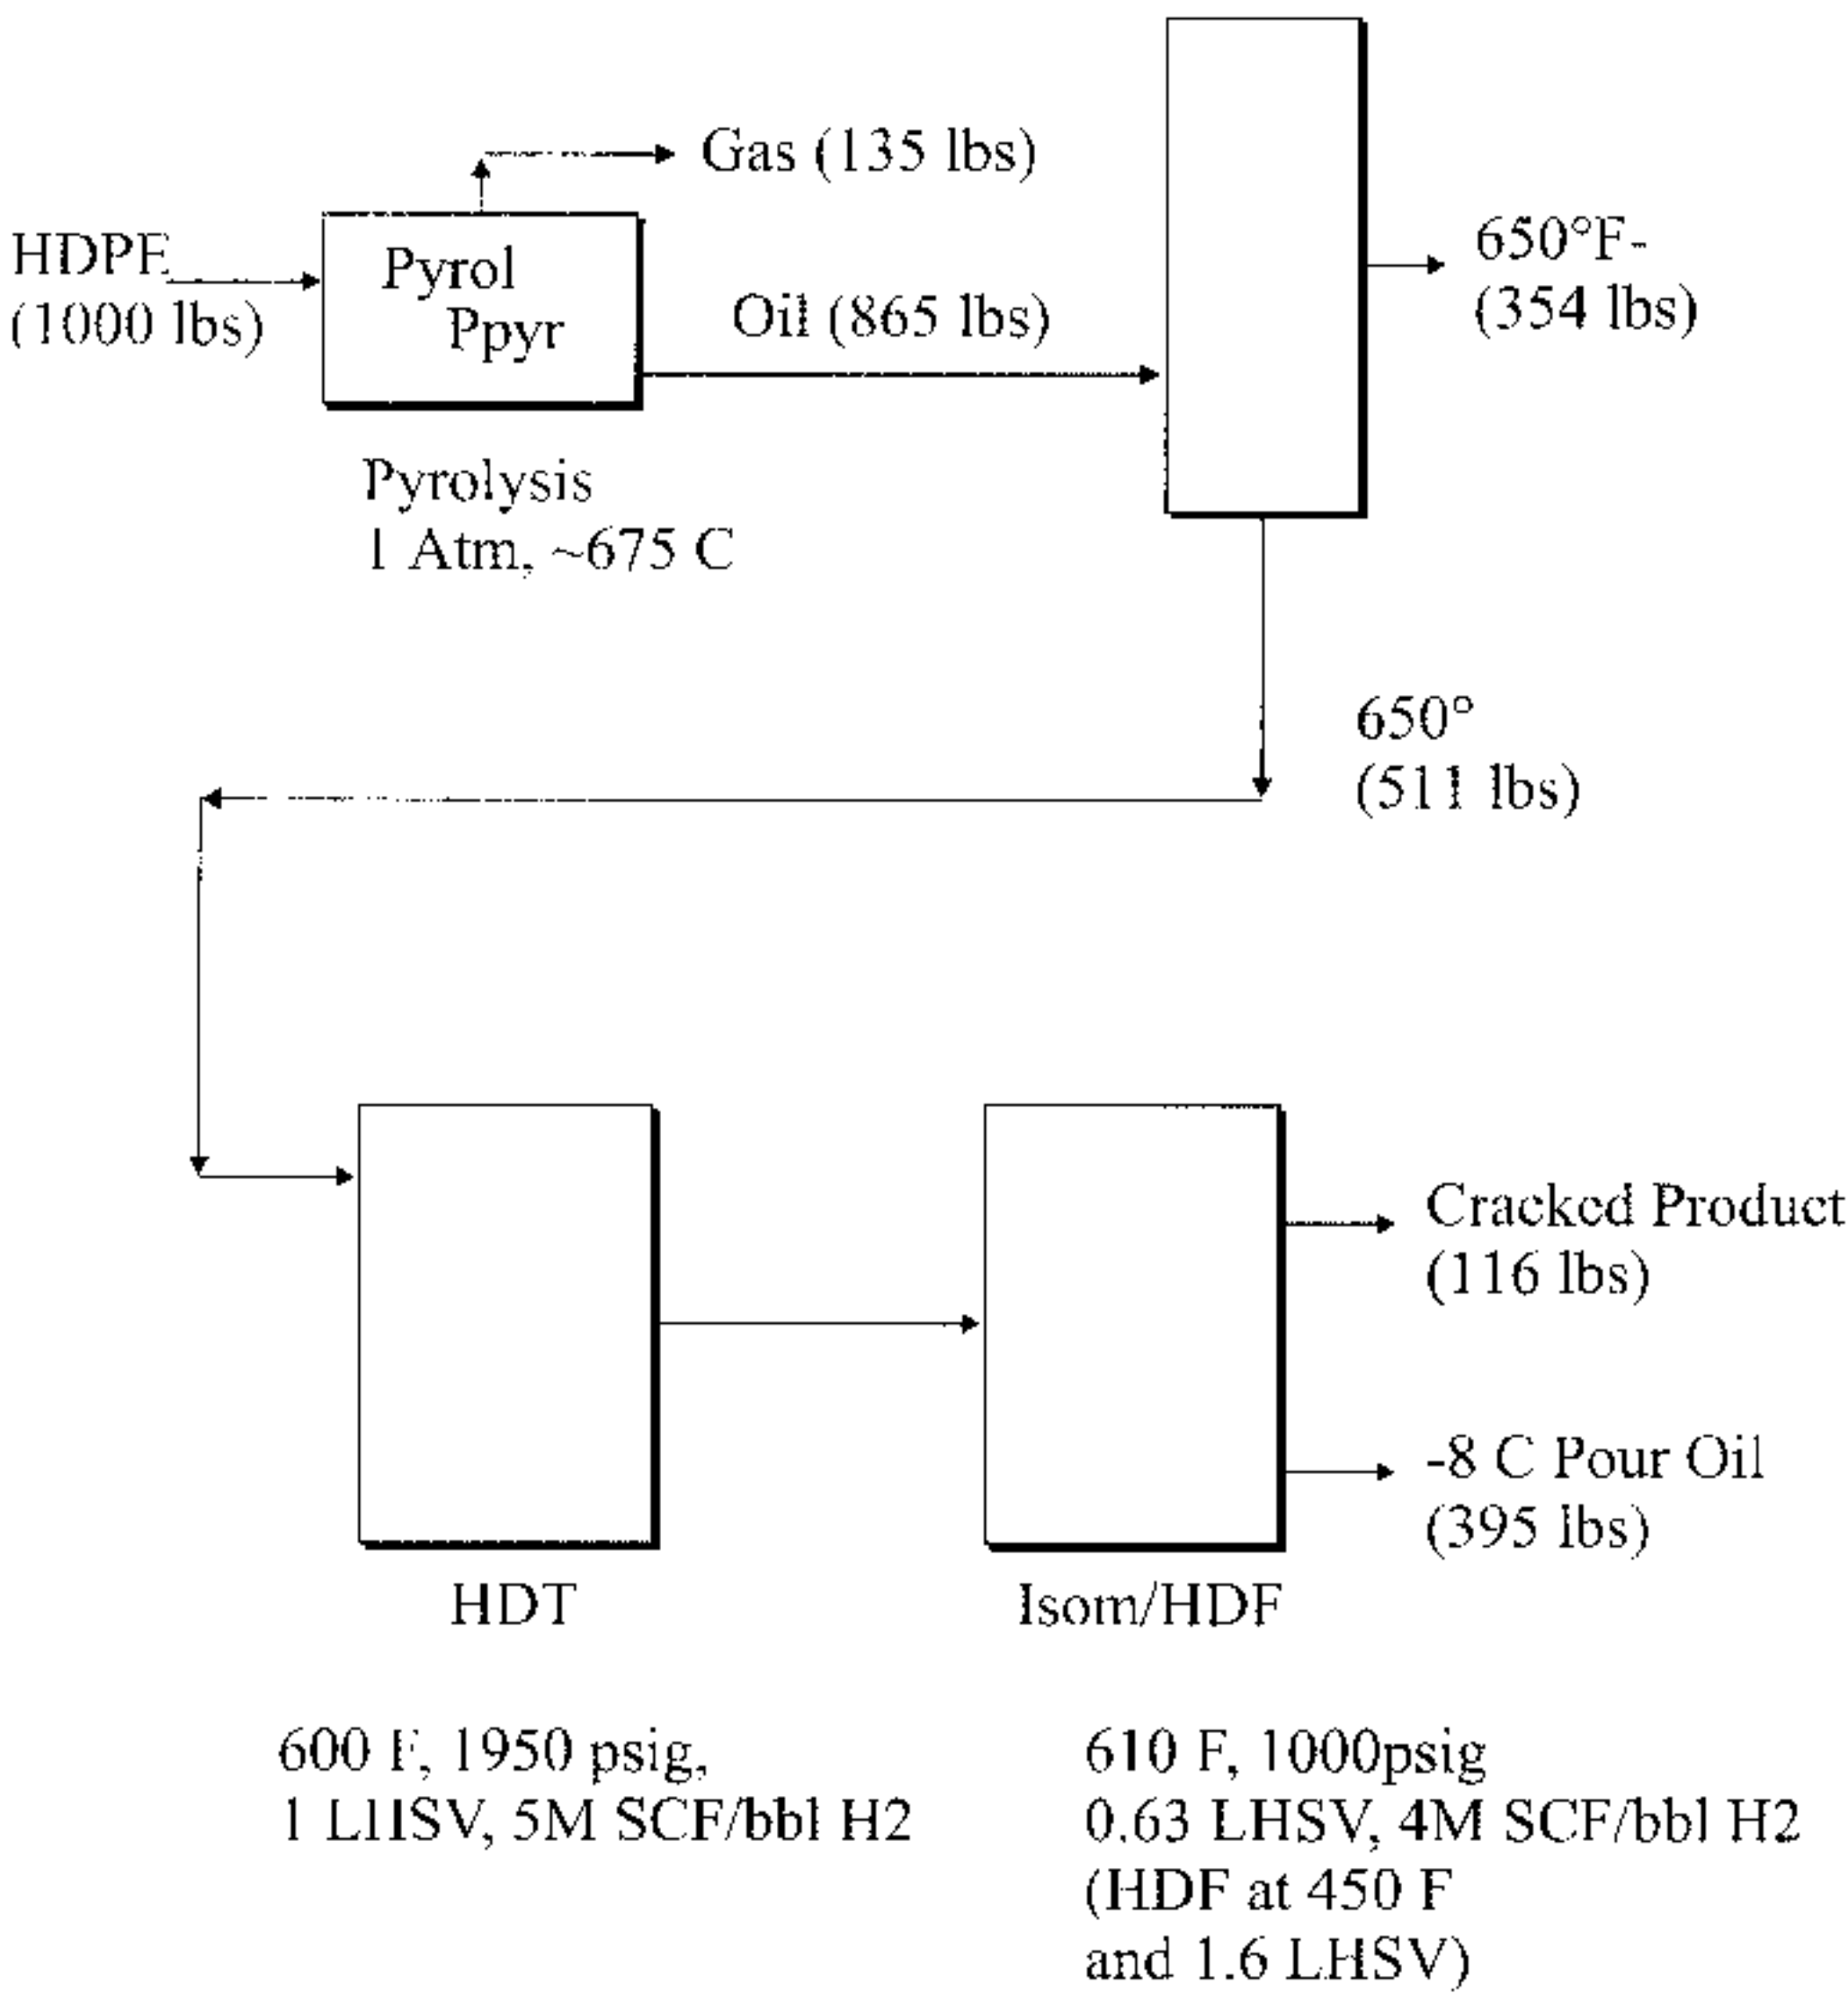 Gas (135 lbs)
HDPE
(1000 lbs)
Pyrol
Ppyr
Oil (865 lbs)
650°F-
(354 lbs)
Pyrolysis
1 Atm, ~675 C
650°
(511 lbs)
Cracked Product
(116 lbs)
-8 C Pour Oil
(395 lbs)
HDT
Isom/HDF
600 F, 1950 psig,
1 LHSV, 5M SCF/bbl H2
610 F, 1000psig
0.63 LHSV, 4M SCF/bbl H2
(HDF at 450 F
and 1.6 LHSV)